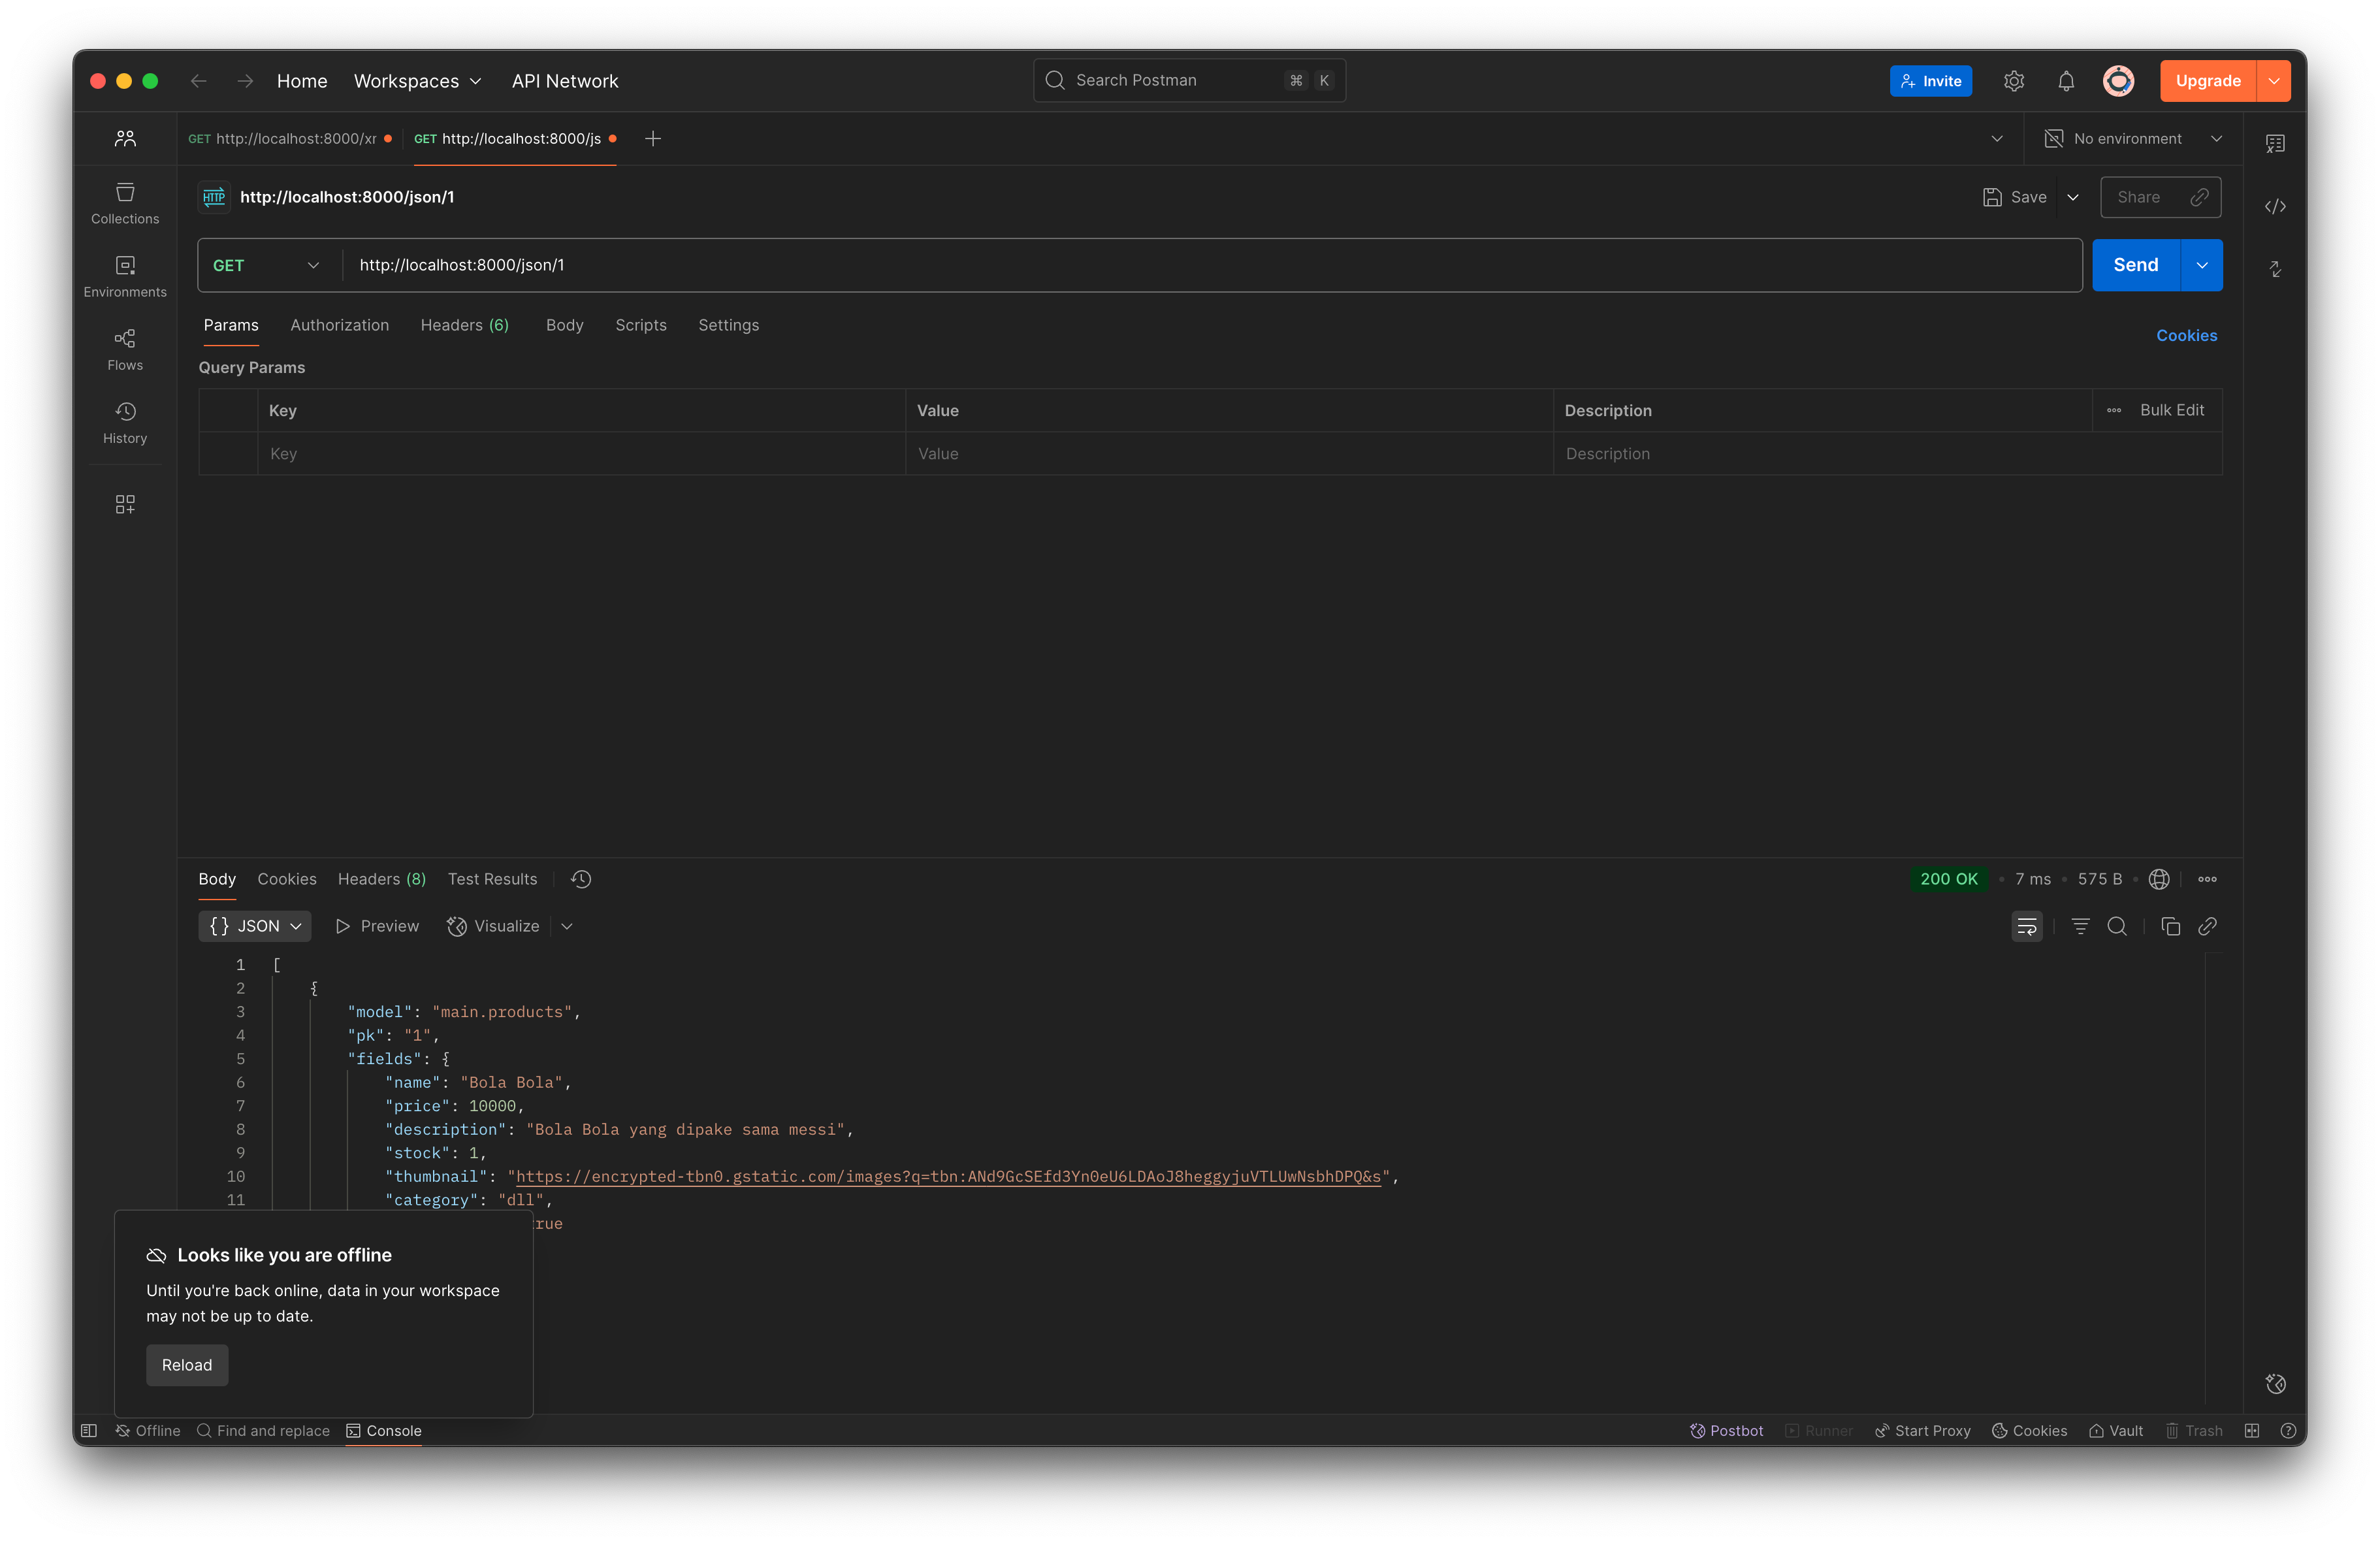 Home Workspaces API Network Search Postman ⌘ K Invite Upgrade
GET http://localhost:8000/xr GET http://localhost:8000/js No environment
HTTP http://localhost:8000/json/1 Save Share
GET http://localhost:8000/json/1 Send
Params Authorization Headers (6) Body Scripts Settings Cookies
Query Params
Key Value Description Bulk Edit
Key Value Description
Collections
Environments
Flows
History
Body Cookies Headers (8) Test Results 200 OK 7 ms 575 B
{} JSON Preview Visualize
1 [
2 {
3 "model": "main.products",
4 "pk": "1",
5 "fields": {
6 "name": "Bola Bola",
7 "price": 10000,
8 "description": "Bola Bola yang dipake sama messi",
9 "stock": 1,
10 "thumbnail": "https://encrypted-tbn0.gstatic.com/images?q=tbn:ANd9GcSEfd3Yn0eU6LDAoJ8heggyjuVTLUwNsbhDPQ&s",
11 "category": "dll",
true
Looks like you are offline
Until you're back online, data in your workspace
may not be up to date.
Reload
Offline Find and replace Console Postbot Runner Start Proxy Cookies Vault Trash